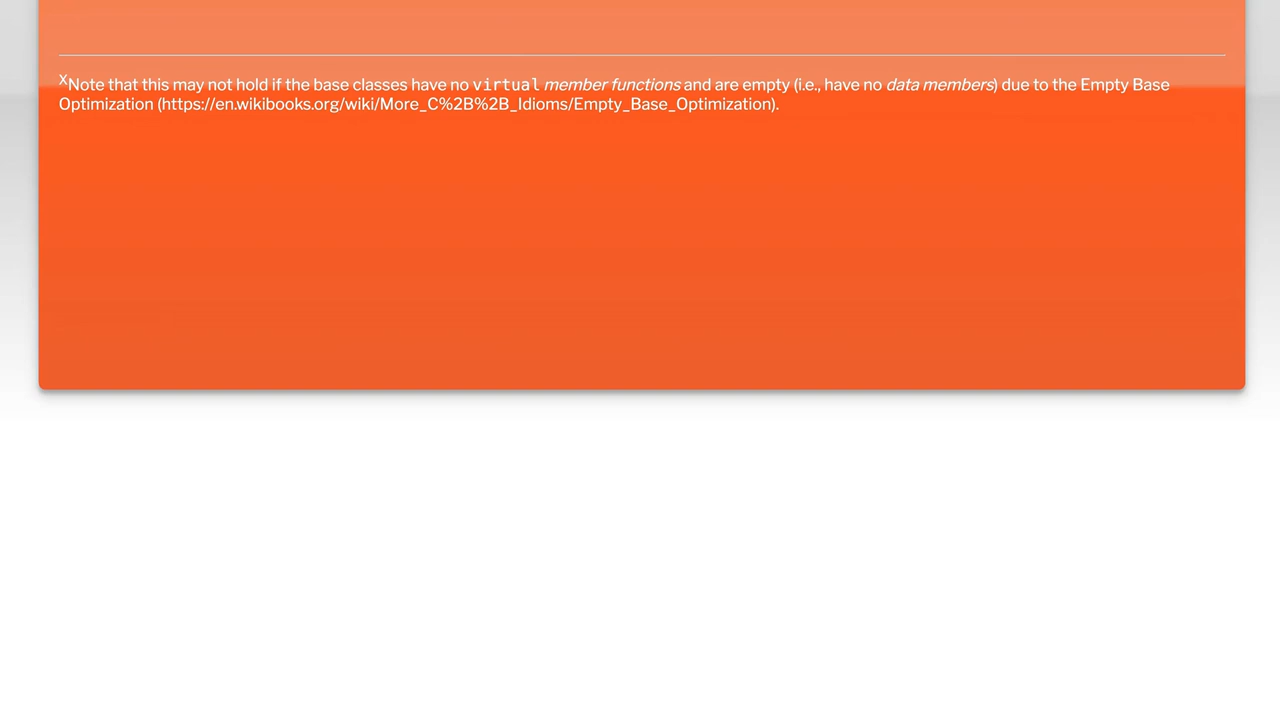 XNote that this may not hold if the base classes have no virtual member functions and are empty (i.e., have no data members) due to the Empty Base
Optimization (https://en.wikibooks.org/wiki/More_C%2B%2B_Idioms/Empty_Base_Optimization).